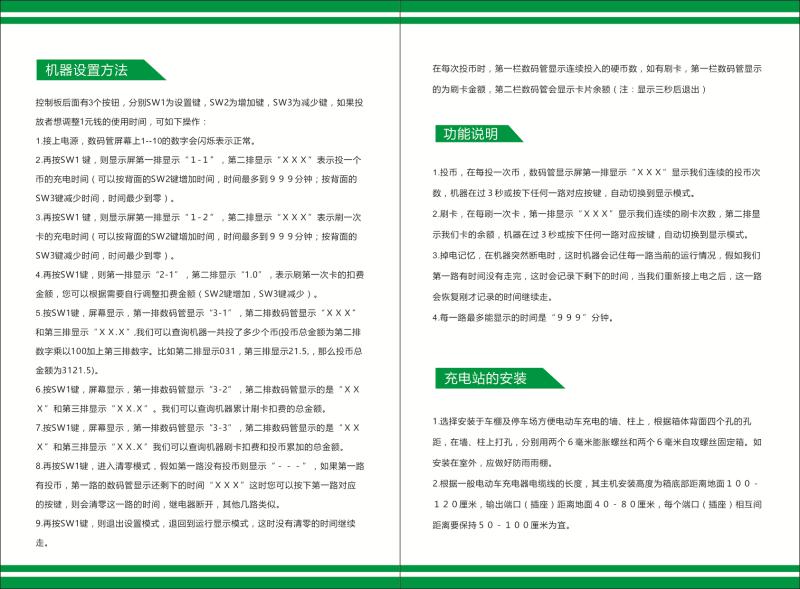 机器设置方法
控制板后面有3个按钮，分别SW1为设置键，SW2为增加键，SW3为减少键，如果投
放者想调整1元钱的使用时间，可如下操作：
1.接上电源，数码管屏幕上1--10的数字会闪烁表示正常。
2.再按SW1 键，则显示屏第一排显示“1-1”，第二排显示“XXX”表示投一个
币的充电时间（可以按背面的SW2键增加时间，时间最多到９９９分钟；按背面的
SW3键减少时间，时间最少到零）。
3.再按SW1 键，则显示屏第一排显示“1-2”，第二排显示“XXX”表示刷一次
卡的充电时间（可以按背面的SW2键增加时间，时间最多到９９９分钟；按背面的
SW3键减少时间，时间最少到零）。
4.再按SW1键，则第一排显示“2-1”，第二排显示“1.0”，表示刷第一次卡的扣费
金额，您可以根据需要自行调整扣费金额（SW2键增加，SW3键减少）。
5.按SW1键，屏幕显示，第一排数码管显示“3-1”，第二排数码管显示“XXX”
和第三排显示“XX.X”,我们可以查询机器一共投了多少个币(投币总金额为第二排
数字乘以100加上第三排数字。比如第二排显示031，第三排显示21.5,，那么投币总
金额为3121.5)。
6.按SW1键，屏幕显示，第一排数码管显示“3-2”，第二排数码管显示的是“XX
X”和第三排显示“XX.X”。我们可以查询机器累计刷卡扣费的总金额。
7.按SW1键，屏幕显示，第一排数码管显示“3-3”，第二排数码管显示的是“XX
X”和第三排显示“XX.X”我们可以查询机器刷卡扣费和投币累加的总金额。
8.再按SW1键，进入清零模式，假如第一路没有投币则显示“---”，如果第一路
有投币，第一路的数码管显示还剩下的时间“XXX”这时您可以按下第一路对应
的按键，则会清零这一路的时间，继电器断开，其他几路类似。
9.再按SW1键，则退出设置模式，退回到运行显示模式，这时没有清零的时间继续
走。
在每次投币时，第一栏数码管显示连续投入的硬币数，如有刷卡，第一栏数码管显示
的为刷卡金额，第二栏数码管会显示卡片余额（注：显示三秒后退出）
功能说明
1.投币，在每投一次币，数码管显示屏第一排显示“XXX”显示我们连续的投币次
数，机器在过３秒或按下任何一路对应按键，自动切换到显示模式。
2.刷卡，在每刷一次卡，第一排显示“XXX”显示我们连续的刷卡次数，第二排显
示我们卡的余额，机器在过３秒或按下任何一路对应按键，自动切换到显示模式。
3.掉电记忆，在机器突然断电时，这时机器会记住每一路当前的运行情况，假如我们
第一路有时间没有走完，这时会记录下剩下的时间，当我们重新接上电之后，这一路
会恢复刚才记录的时间继续走。
4.每一路最多能显示的时间是“９９９”分钟。
充电站的安装
1.选择安装于车棚及停车场方便电动车充电的墙、柱上，根据箱体背面四个孔的孔
距，在墙、柱上打孔，分别用两个６毫米膨胀螺丝和两个６毫米自攻螺丝固定箱。如
安装在室外，应做好防雨雨棚。
2.根据一般电动车充电器电缆线的长度，其主机安装高度为箱底部距离地面１００-
１２０厘米，输出端口（插座）距离地面４０-８０厘米，每个端口（插座）相互间
距离要保持５０-１００厘米为宜。